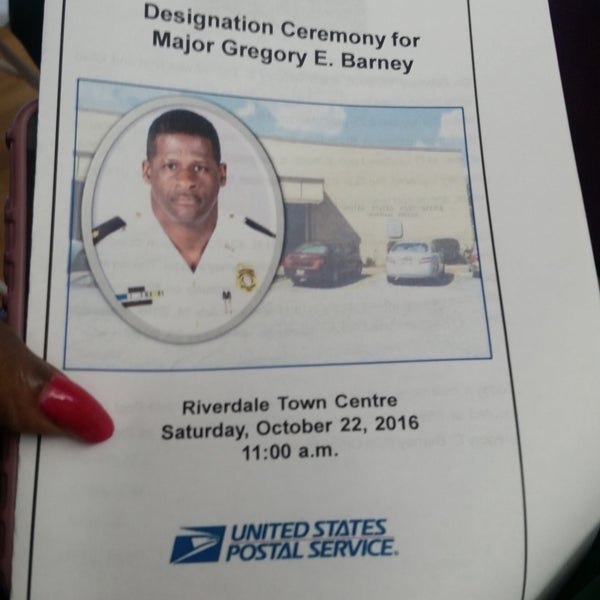 Designation Ceremony for
Major Gregory E. Barney
Riverdale Town Centre
Saturday, October 22, 2016
11:00 a.m.
UNITED STATES
POSTAL SERVICE.